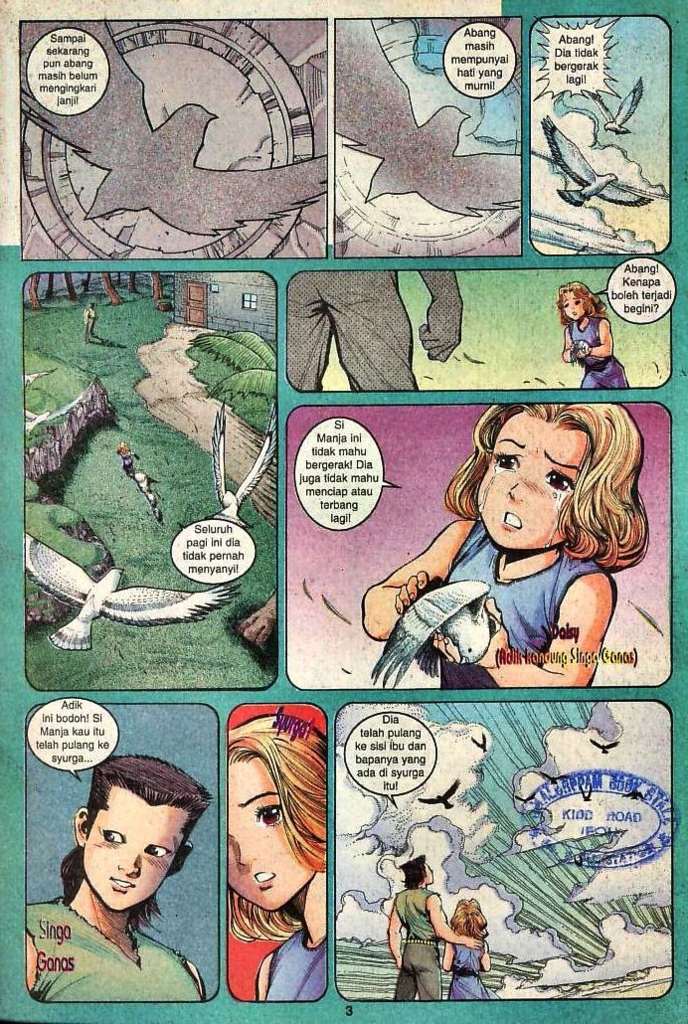 Sampai
sekarang
pun abang
masih belum
mengingkari
janji!
Abang
masih
mempunyai
hati yang
murni!
Abang!
Dia tidak
bergerak
lagi!
Seluruh
pagi ini dia
tidak pernah
menyanyi!
Abang!
Kenapa
boleh terjadi
begini?
Si
Manja ini
tidak mahu
bergerak! Dia
juga tidak mahu
menciap atau
terbang
lagi!
Daisy
(Adik kandung Singa Ganas)
Adik
ini bodoh! Si
Manja kau itu
telah pulang ke
syurga...
Singa
Ganas
Syurga!
Dia
telah pulang
ke sisi ibu dan
bapanya yang
ada di syurga
itu!
KIDD ROAD
IPOH
3